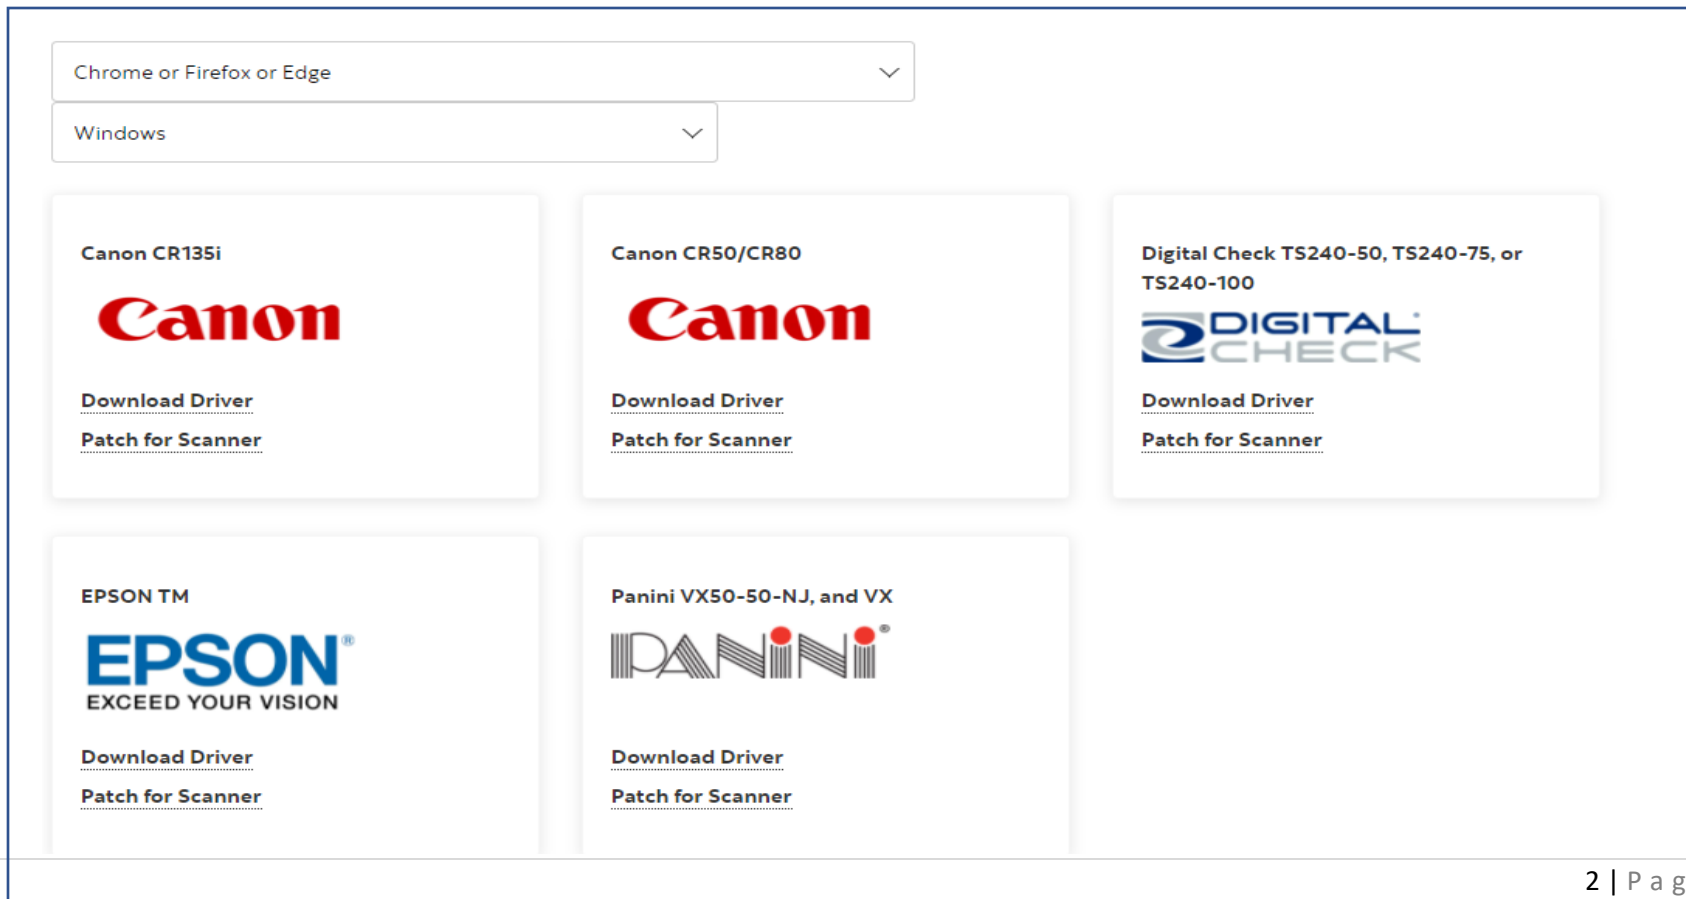 Chrome or Firefox or Edge
Windows
Canon CR135i
Canon
Download Driver
Patch for Scanner
Canon CR50/CR80
Canon
Download Driver
Patch for Scanner
Digital Check TS240-50, TS240-75, or
TS240-100
DIGITAL
CHECK
Download Driver
Patch for Scanner
EPSON TM
EPSON®
EXCEED YOUR VISION
Download Driver
Patch for Scanner
Panini VX50-50-NJ, and VX
PANiNi®
Download Driver
Patch for Scanner
2 | Pag